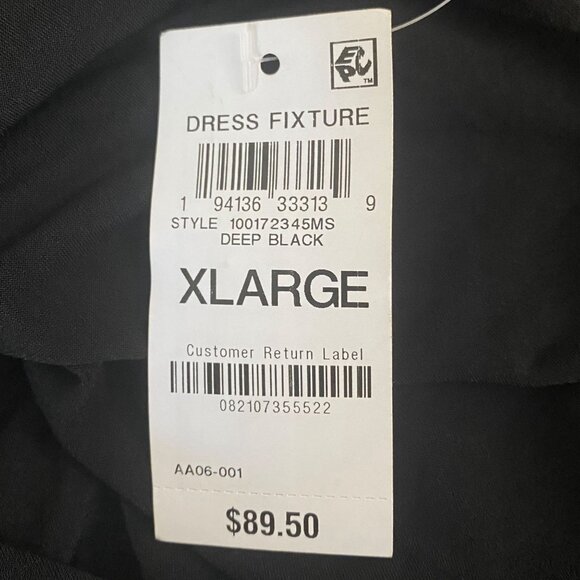 EPC
TM
DRESS FIXTURE
1 94136 33313 9
STYLE 100172345MS
DEEP BLACK
XLARGE
Customer Return Label
082107355522
AA06-001
$89.50